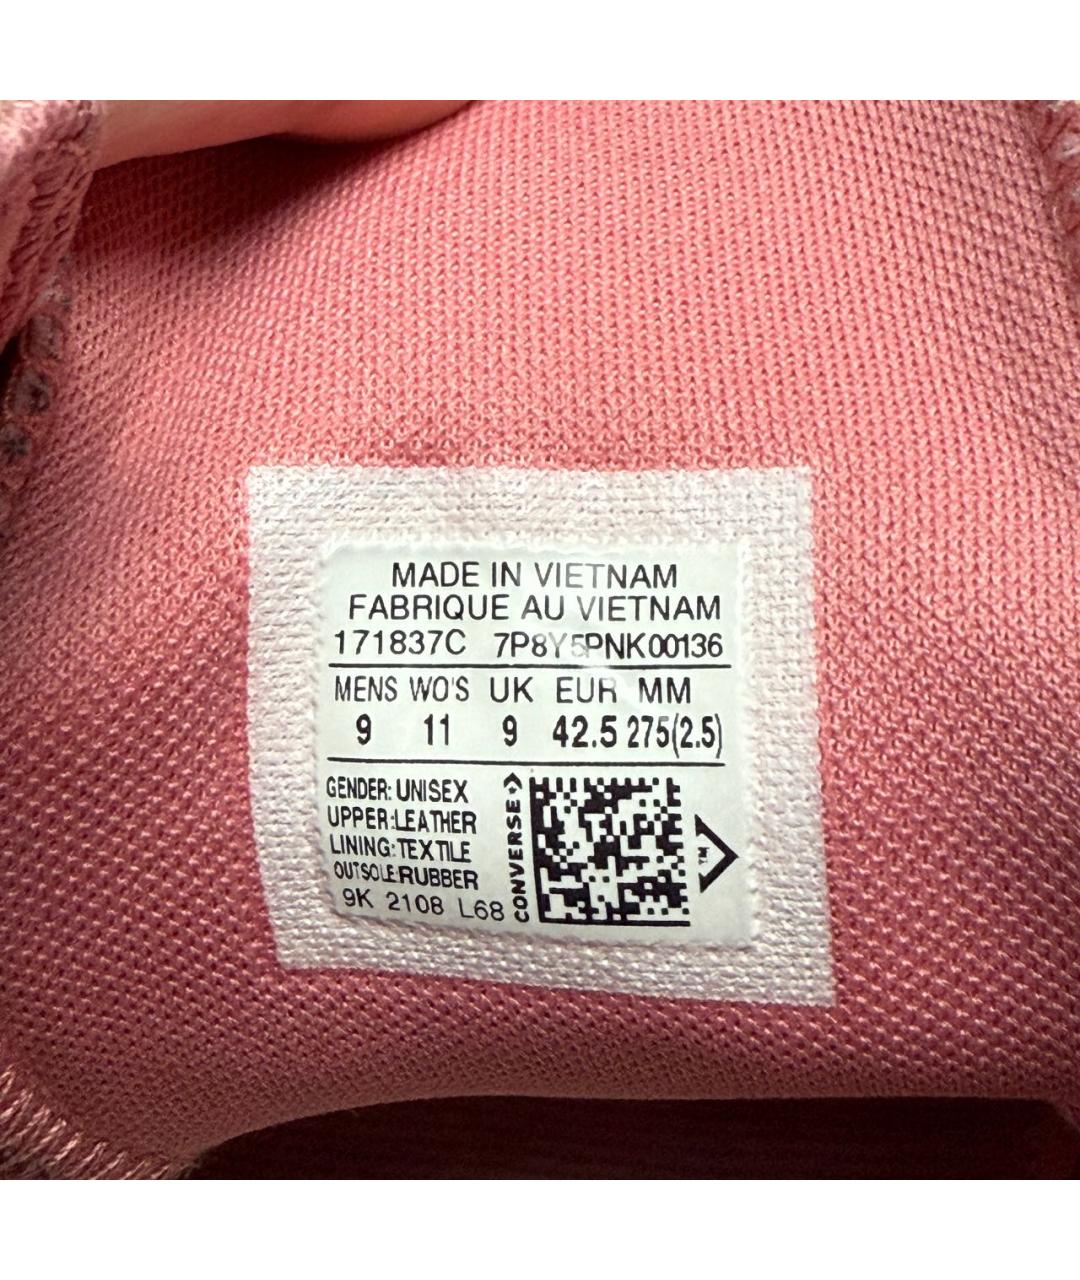 MADE IN VIETNAM
FABRIQUE AU VIETNAM
171837C 7P8Y5PNK00136
MENS WO'S UK EUR MM
9 11 9 42.5 275(2.5)
GENDER: UNISEX
UPPER:LEATHER
LINING:TEXTILE
OUTSOLE:RUBBER
9K 2108 L68
CONVERSE
TM